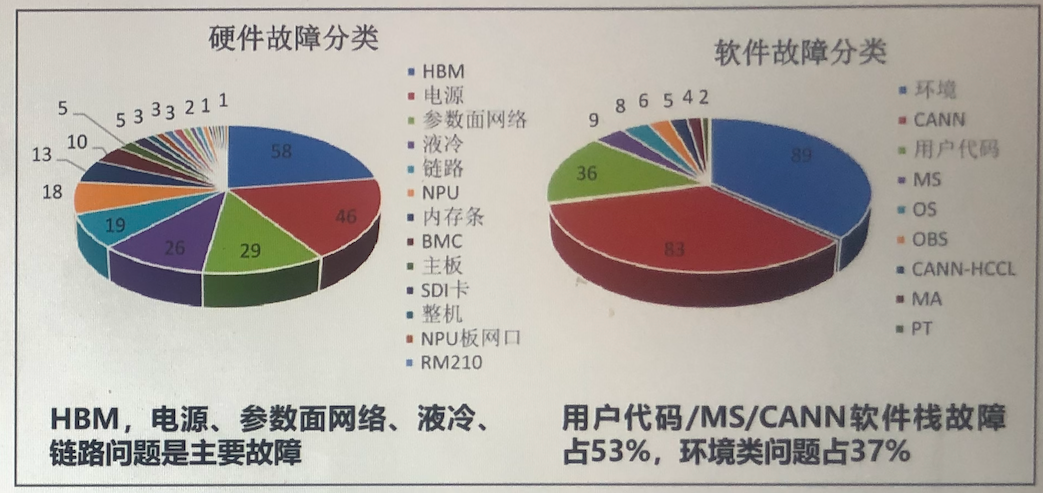 硬件故障分类
5
5
3
3
3
2
1
1
10
13
18
19
26
29
46
58
HBM
电源
参数面网络
液冷
链路
NPU
内存条
BMC
主板
SDI卡
整机
NPU板网口
RM210
HBM，电源、参数面网络、液冷、
链路问题是主要故障
软件故障分类
9
8
6
5
4
2
36
83
89
环境
CANN
用户代码
MS
OS
OBS
CANN-HCCL
MA
PT
用户代码/MS/CANN软件栈故障
占53%，环境类问题占37%